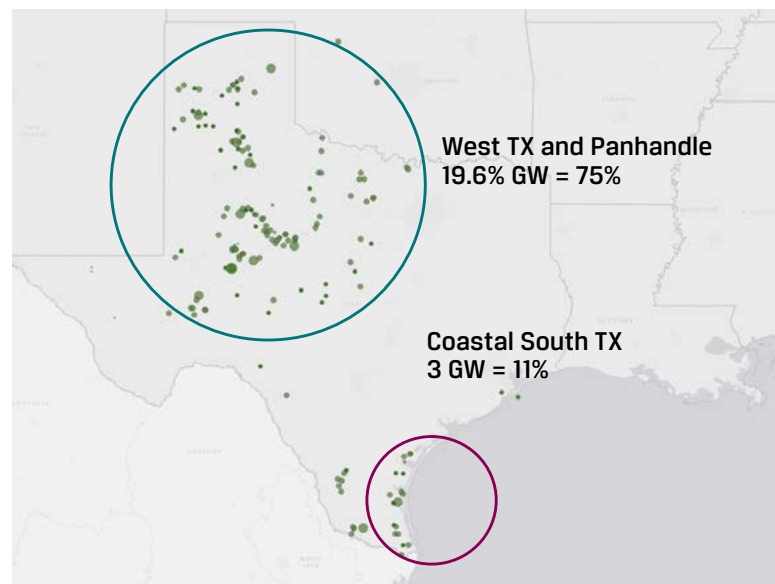 West TX and Panhandle
19.6% GW = 75%
Coastal South TX
3 GW = 11%